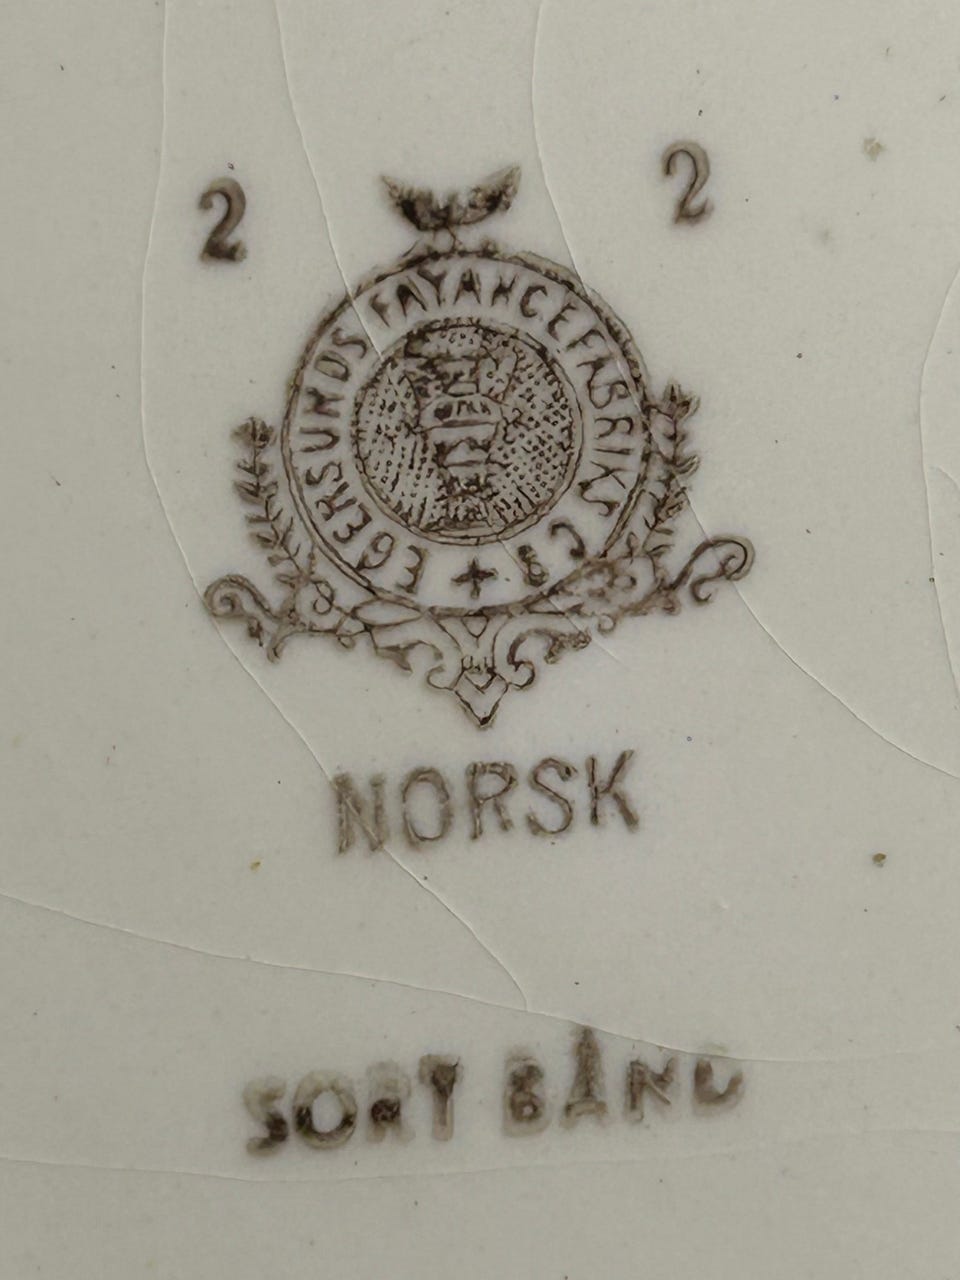 2 2
EGERSUNDS FAYANCEFABRIKS Co
NORSK
SORT BÅND